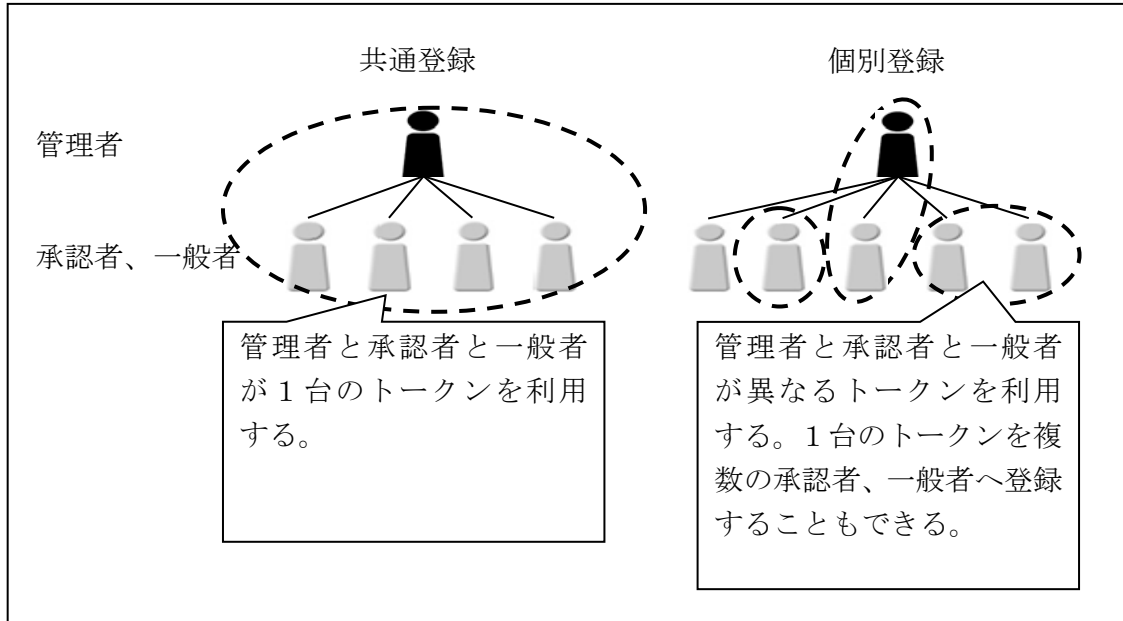 共通登録
個別登録
管理者
承認者、一般者
管理者と承認者と一般者
が1台のトークンを利用
する。
管理者と承認者と一般者
が異なるトークンを利用
する。1台のトークンを複
数の承認者、一般者へ登録
することもできる。